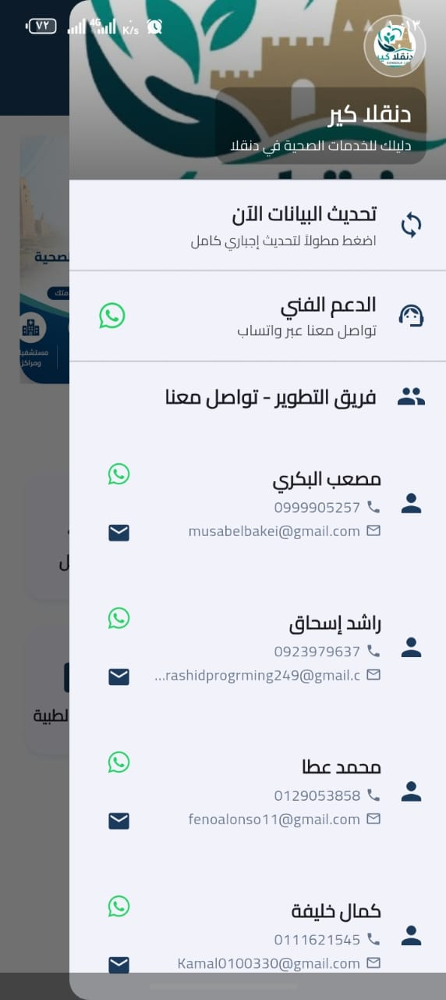 ٧٢
4G
K/s
دنقلا كير
دنقلا كير
دليلك للخدمات الصحية في دنقلا
تحديث البيانات الآن
اضغط مطولاً لتحديث إجباري كامل
الدعم الفني
تواصل معنا عبر واتساب
فريق التطوير - تواصل معنا
مصعب البكري
0999905257
musabelbakei@gmail.com
راشد إسحاق
0923979637
rashidprogrming249@gmail.c...
محمد عطا
0129053858
fenoalonso11@gmail.com
كمال خليفة
0111621545
Kamal0100330@gmail.com
مستشفيا
ومراكز
لطبية